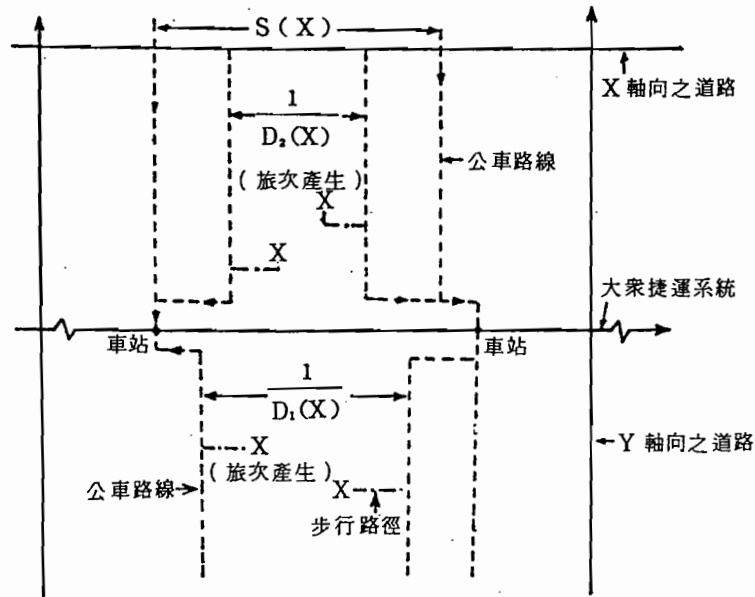 S(X)
X 軸向之道路
1
D₂(X)
公車路線
(旅次產生)
X
X
大衆捷運系統
車站
車站
1
D₁(X)
X
Y 軸向之道路
(旅次產生)
公車路線
X
步行路徑